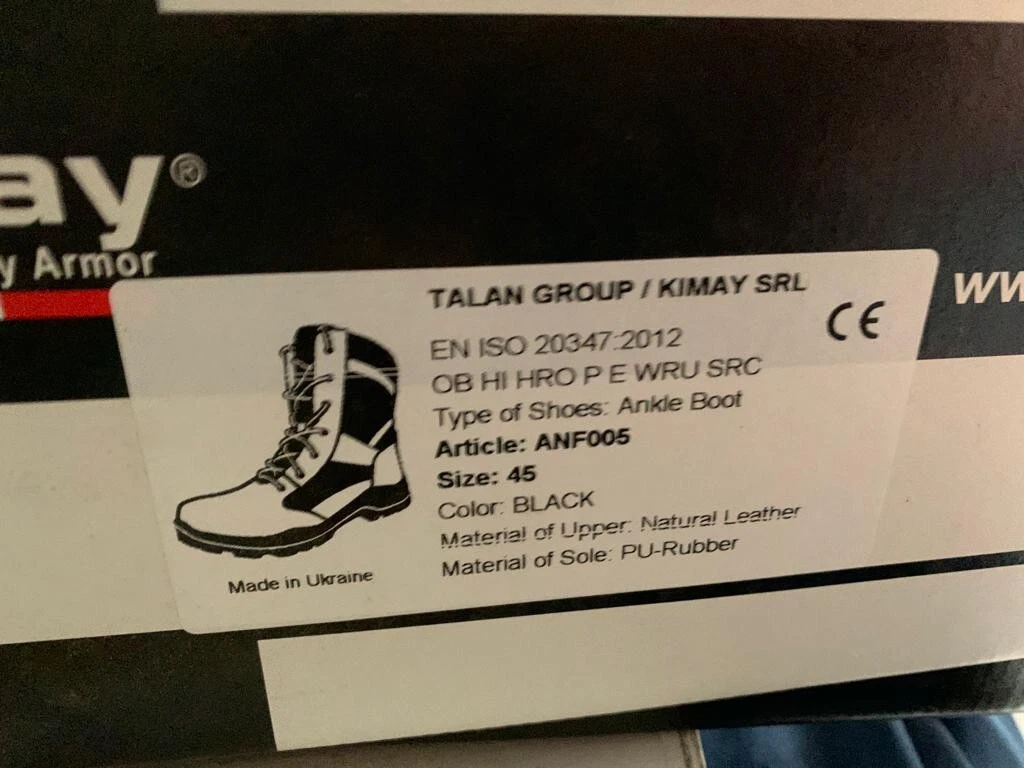 ay®
y Armor
TALAN GROUP / KIMAY SRL
CE
EN ISO 20347:2012
OB HI HRO P E WRU SRC
Type of Shoes: Ankle Boot
Article: ANF005
Size: 45
Color: BLACK
Material of Upper: Natural Leather
Material of Sole: PU-Rubber
Made in Ukraine
ww